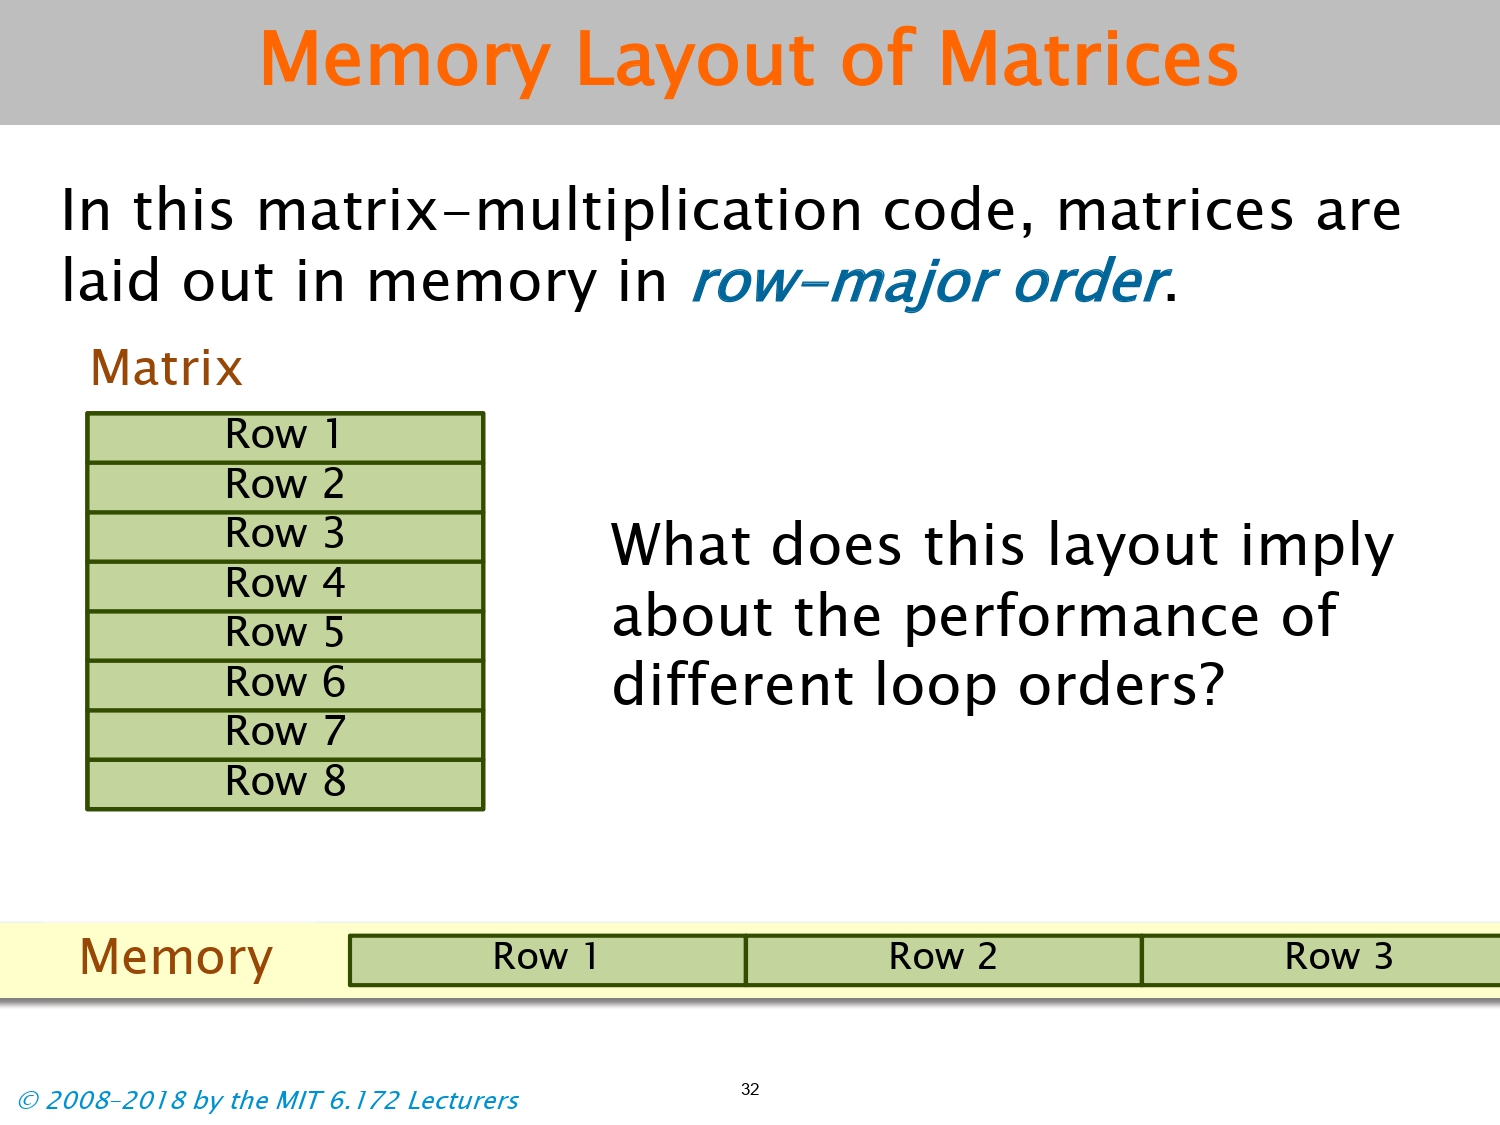 Memory Layout of Matrices
In this matrix-multiplication code, matrices are
laid out in memory in row-major order.
Matrix
Row 1
Row 2
Row 3
Row 4
Row 5
Row 6
Row 7
Row 8
What does this layout imply
about the performance of
different loop orders?
Memory
Row 1
Row 2
Row 3
© 2008–2018 by the MIT 6.172 Lecturers
32